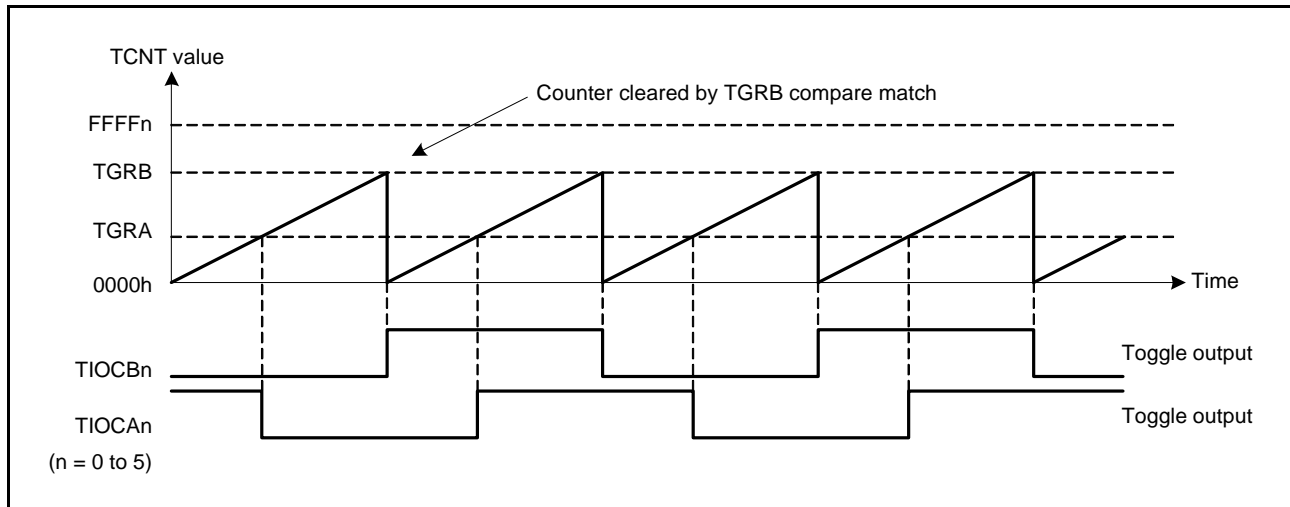 TCNT value
Counter cleared by TGRB compare match
FFFFn
TGRB
TGRA
0000h
Time
TIOCBn
Toggle output
TIOCAn
Toggle output
(n = 0 to 5)